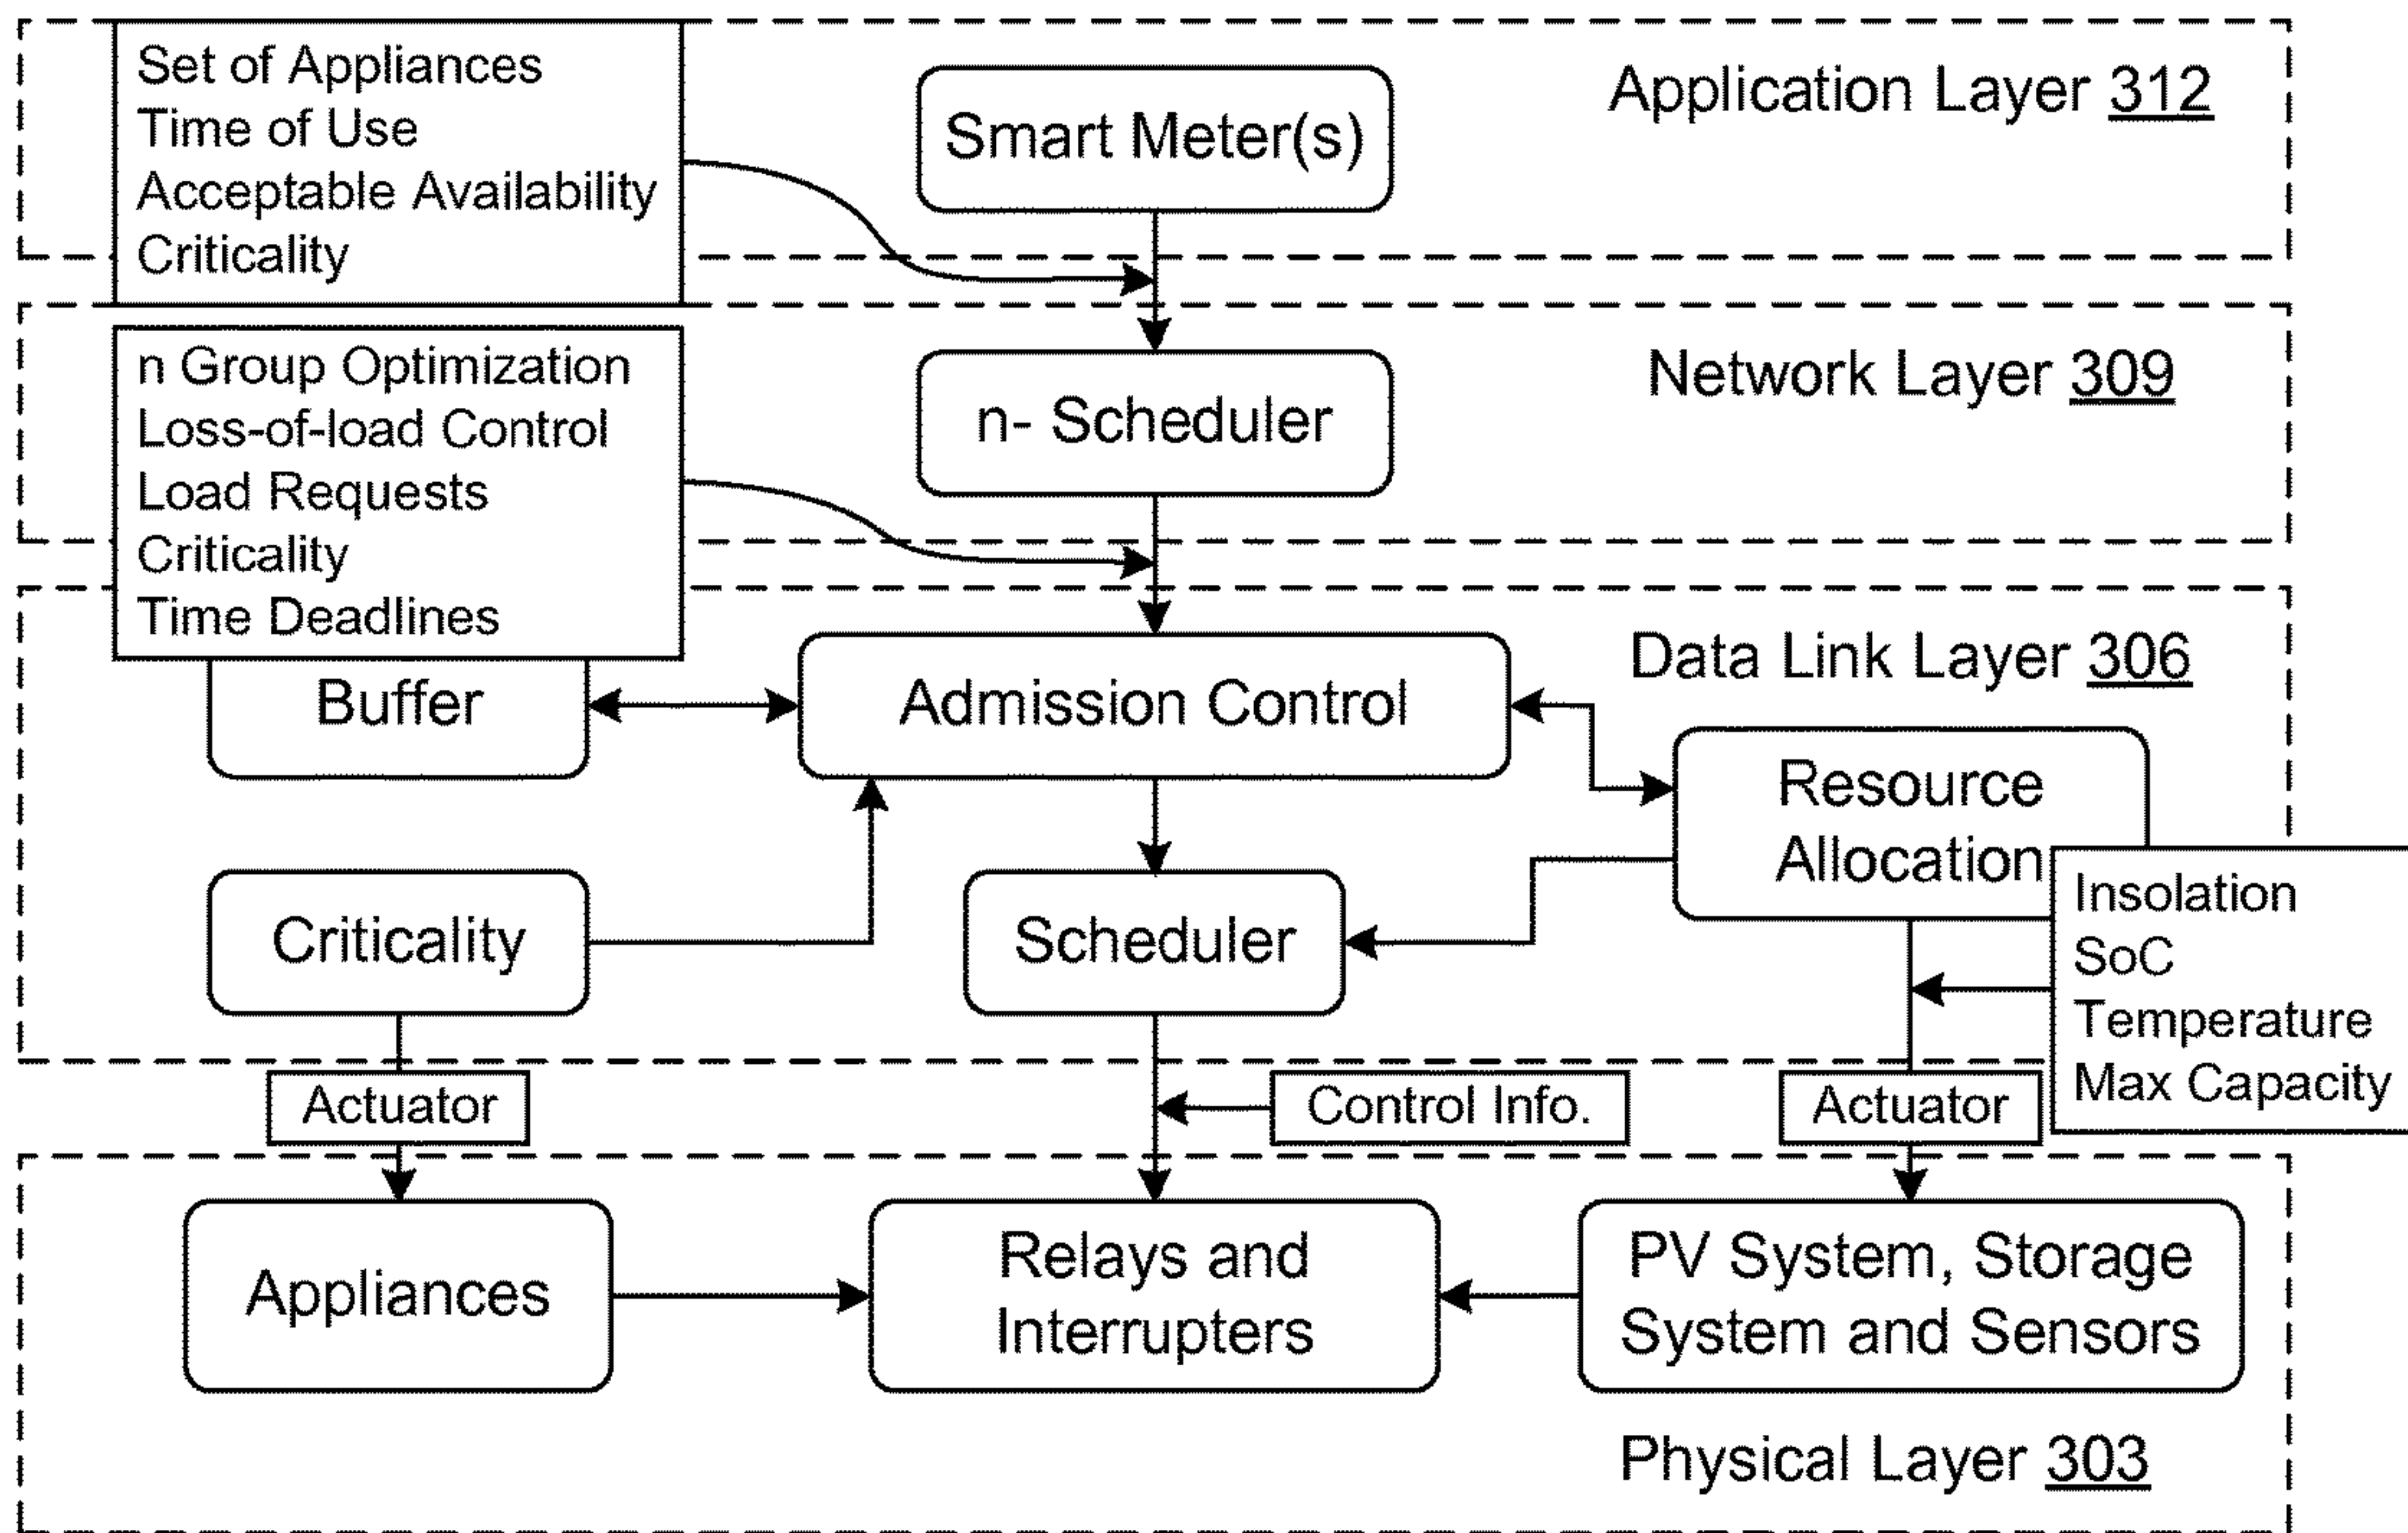 Set of Appliances
Time of Use
Acceptable Availability
Criticality
Smart Meter(s)
Application Layer 312
n Group Optimization
Loss-of-load Control
Load Requests
Criticality
Time Deadlines
n- Scheduler
Network Layer 309
Buffer
Admission Control
Data Link Layer 306
Resource
Allocation
Criticality
Scheduler
Insolation
SoC
Temperature
Max Capacity
Actuator
Control Info.
Actuator
Appliances
Relays and
Interrupters
PV System, Storage
System and Sensors
Physical Layer 303